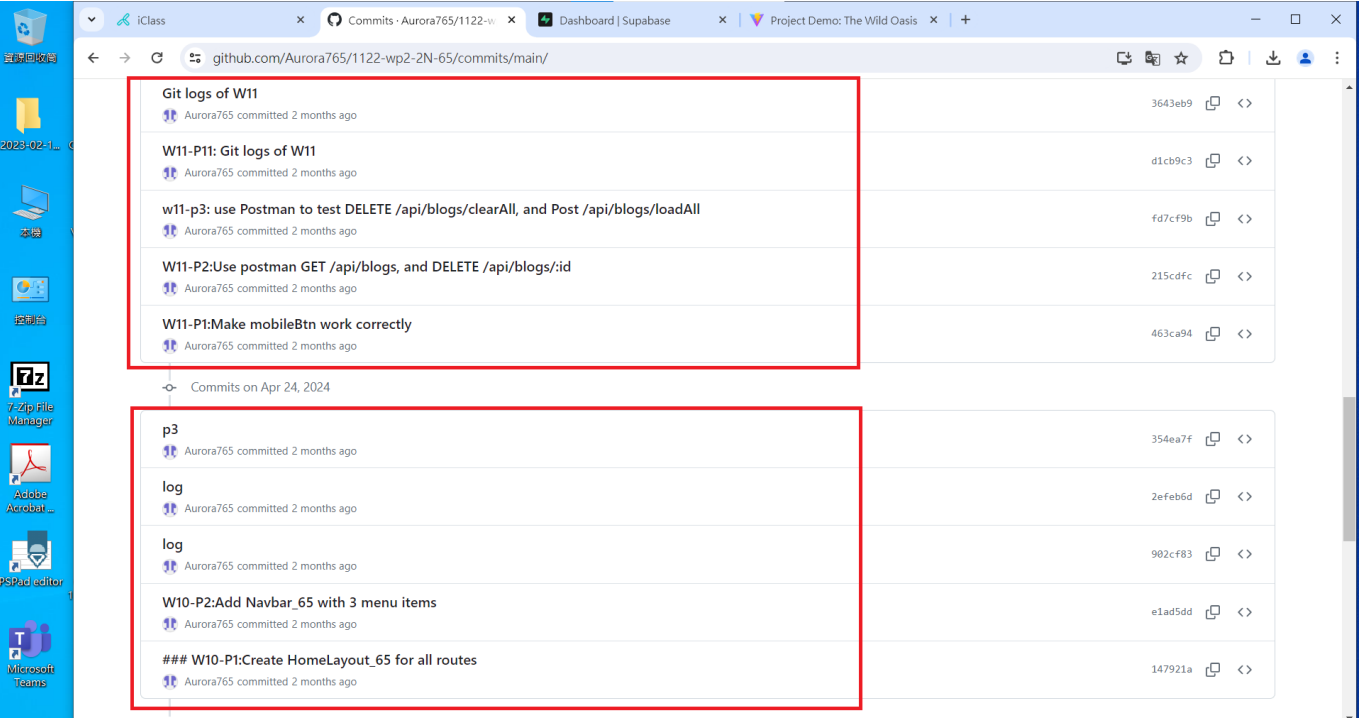 iClass
Commits · Aurora765/1122-w
Dashboard | Supabase
Project Demo: The Wild Oasis
github.com/Aurora765/1122-wp2-2N-65/commits/main/
資源回收筒
2023-02-1...
本機
控制台
7-Zip File
Manager
Adobe
Acrobat ...
PSPad editor
Microsoft
Teams
Git logs of W11
Aurora765 committed 2 months ago
3643eb9
W11-P11: Git logs of W11
Aurora765 committed 2 months ago
d1cb9c3
w11-p3: use Postman to test DELETE /api/blogs/clearAll, and Post /api/blogs/loadAll
Aurora765 committed 2 months ago
fd7cf9b
W11-P2:Use postman GET /api/blogs, and DELETE /api/blogs/:id
Aurora765 committed 2 months ago
215cdfc
W11-P1:Make mobileBtn work correctly
Aurora765 committed 2 months ago
463ca94
Commits on Apr 24, 2024
p3
Aurora765 committed 2 months ago
354ea7f
log
Aurora765 committed 2 months ago
2efeb6d
log
Aurora765 committed 2 months ago
902cf83
W10-P2:Add Navbar_65 with 3 menu items
Aurora765 committed 2 months ago
e1ad5dd
### W10-P1:Create HomeLayout_65 for all routes
Aurora765 committed 2 months ago
147921a